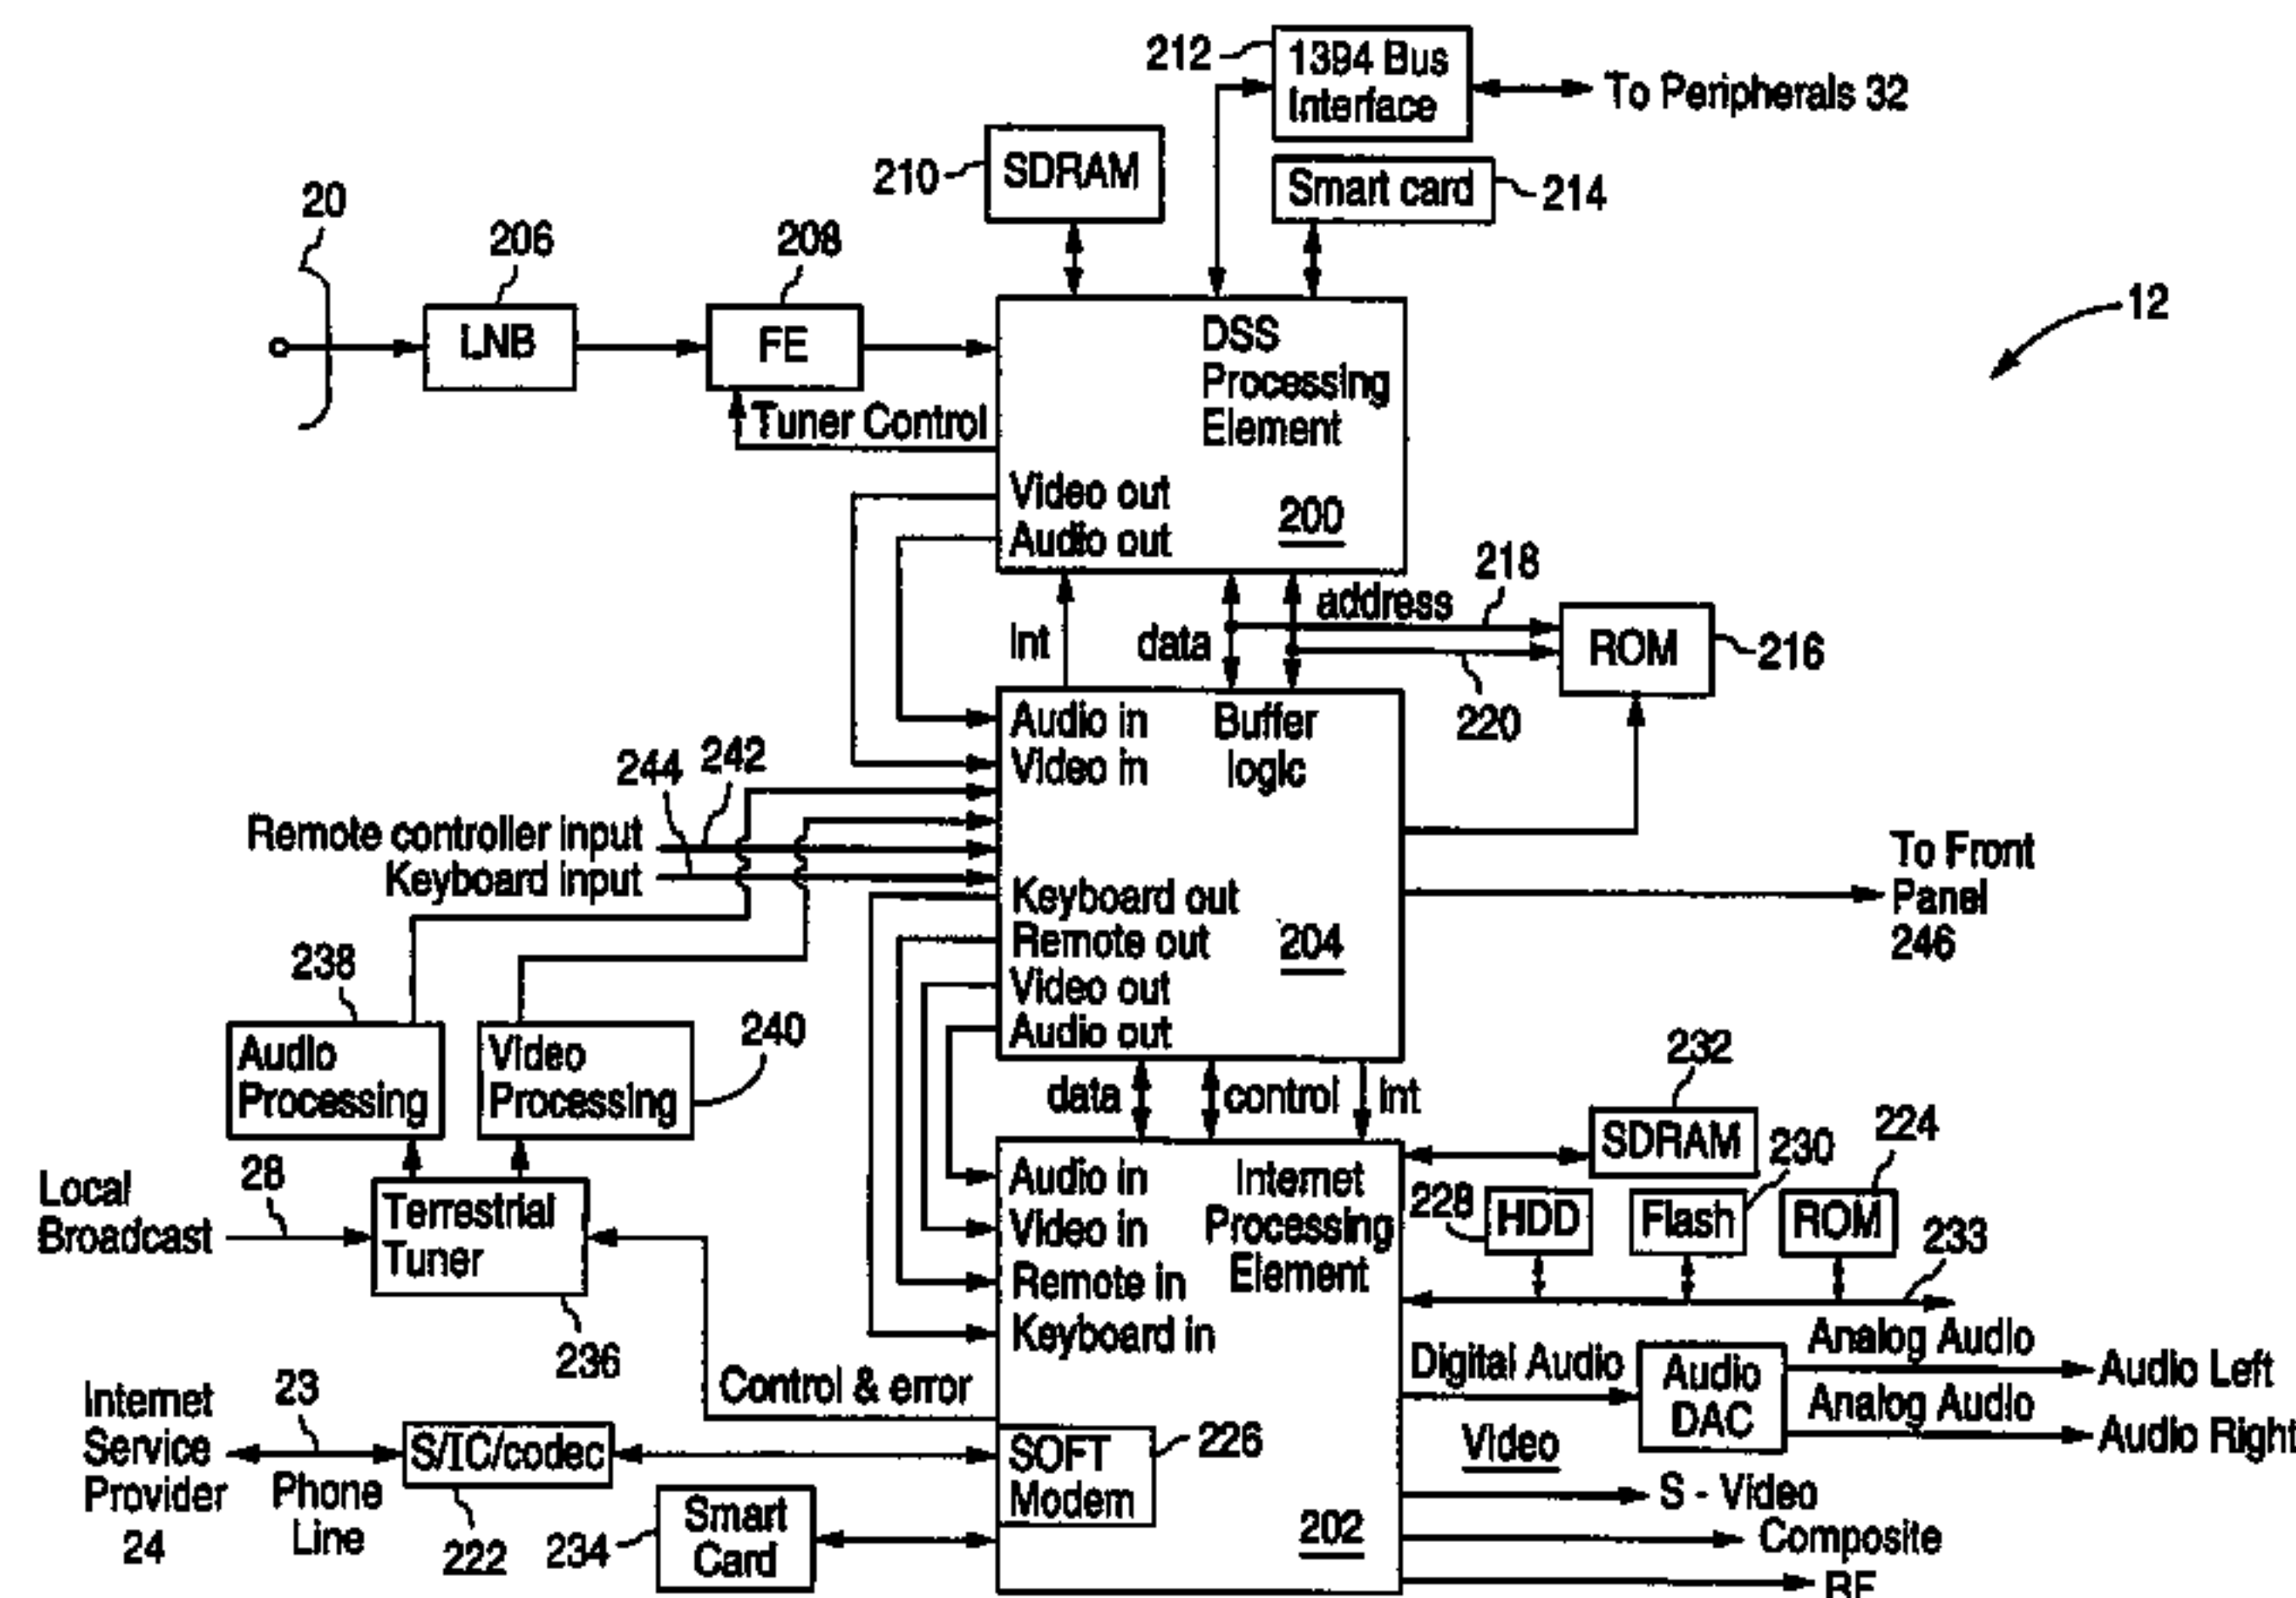 212
1394 Bus
Interface
To Peripherals 32
210
SDRAM
Smart card
214
20
206
208
12
LNB
FE
DSS
Processing
Element
200
Tuner Control
Video out
Audio out
218
address
Int
data
ROM
216
220
Audio in
Video in
Buffer
logic
204
244
242
Remote controller input
Keyboard input
Keyboard out
Remote out
Video out
Audio out
To Front
Panel
246
238
Audio
Processing
Video
Processing
240
data
control
Int
232
SDRAM
230
224
228
HDD
Flash
ROM
233
Local
Broadcast
28
Terrestrial
Tuner
236
Audio in
Video in
Remote in
Keyboard in
Internet
Processing
Element
Control & error
Digital Audio
Audio
DAC
Analog Audio
Audio Left
Analog Audio
Audio Right
Internet
Service
Provider
24
23
Phone
Line
S/IC/codec
222
SOFT
Modem
226
234
Smart
Card
202
Video
S - Video
Composite
RF